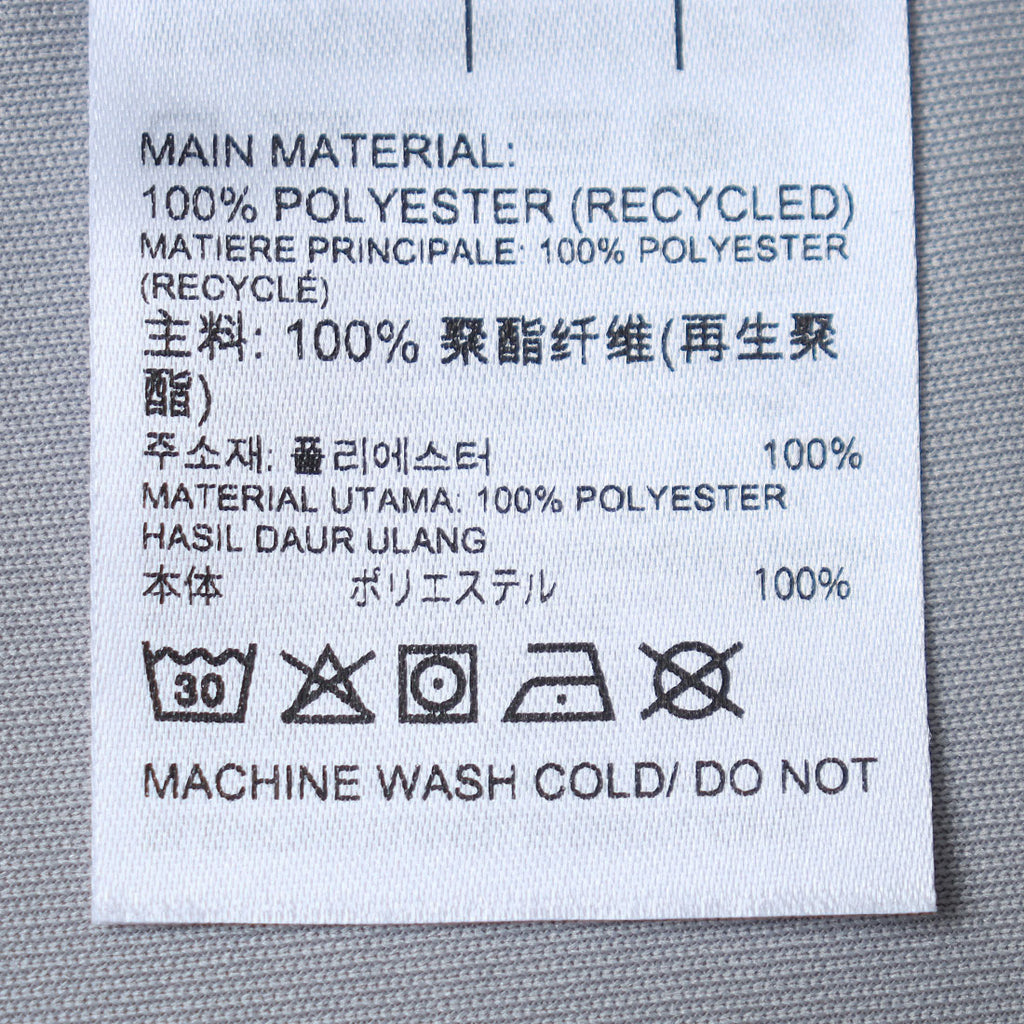 MAIN MATERIAL:
100% POLYESTER (RECYCLED)
MATIERE PRINCIPALE: 100% POLYESTER
(RECYCLÉ)
主料: 100% 聚酯纤维(再生聚
酯)
주소재: 폴리에스터 100%
MATERIAL UTAMA: 100% POLYESTER
HASIL DAUR ULANG
本体 ポリエステル 100%
30
MACHINE WASH COLD/ DO NOT